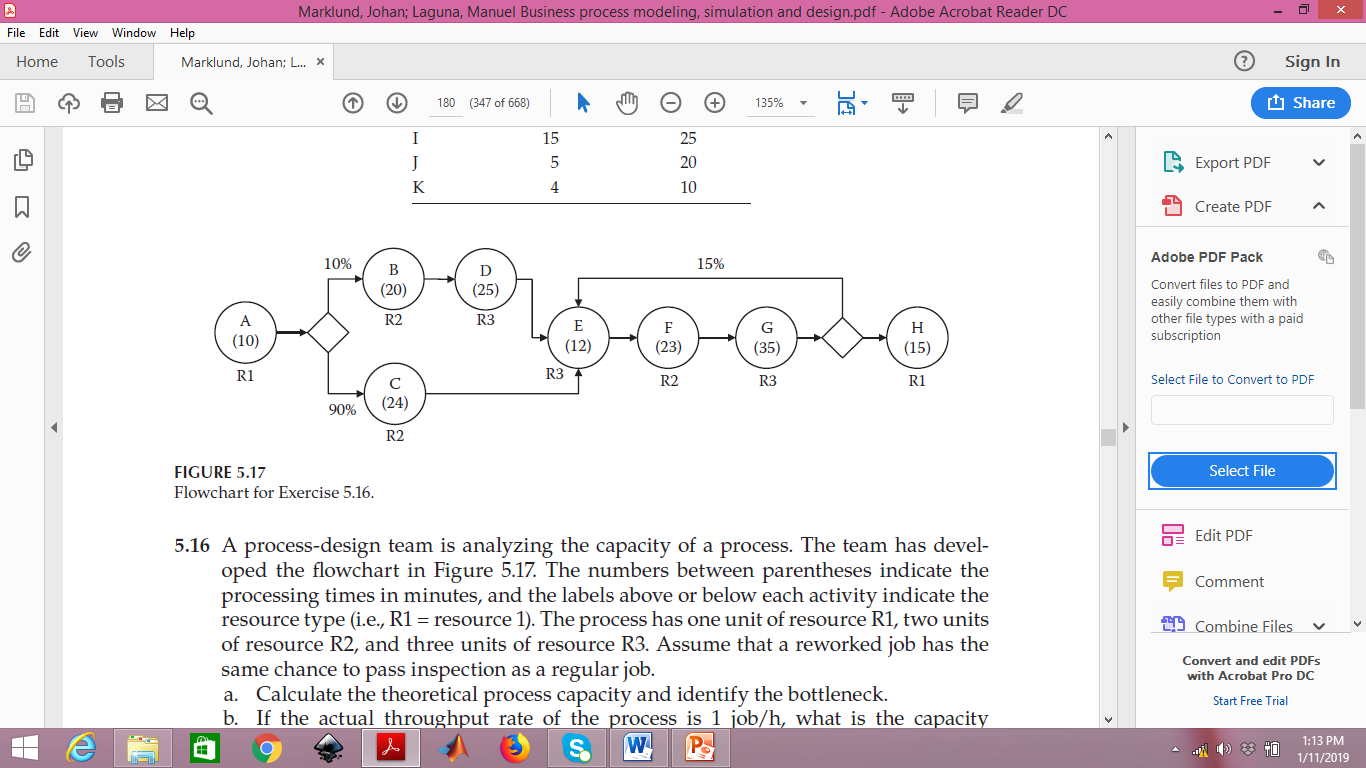 Marklund, Johan; Laguna, Manuel Business process modeling, simulation and design.pdf - Adobe Acrobat Reader DC
File Edit View Window Help
Home Tools Marklund, Johan; L... × ? Sign In
180 (347 of 668) 135% Share
I 15 25
J 5 20
K 4 10
10% 15%
B D
(20) (25)
R2 R3
A E F G H
(10) (12) (23) (35) (15)
R1 R3 R2 R3 R1
C
(24)
90%
R2
FIGURE 5.17
Flowchart for Exercise 5.16.
5.16 A process-design team is analyzing the capacity of a process. The team has devel-
oped the flowchart in Figure 5.17. The numbers between parentheses indicate the
processing times in minutes, and the labels above or below each activity indicate the
resource type (i.e., R1 = resource 1). The process has one unit of resource R1, two units
of resource R2, and three units of resource R3. Assume that a reworked job has the
same chance to pass inspection as a regular job.
a. Calculate the theoretical process capacity and identify the bottleneck.
b. If the actual throughput rate of the process is 1 job/h, what is the capacity
Export PDF
Create PDF
Adobe PDF Pack
Convert files to PDF and
easily combine them with
other file types with a paid
subscription
Select File to Convert to PDF
Select File
Edit PDF
Comment
Combine Files
Convert and edit PDFs
with Acrobat Pro DC
Start Free Trial
1:13 PM
1/11/2019